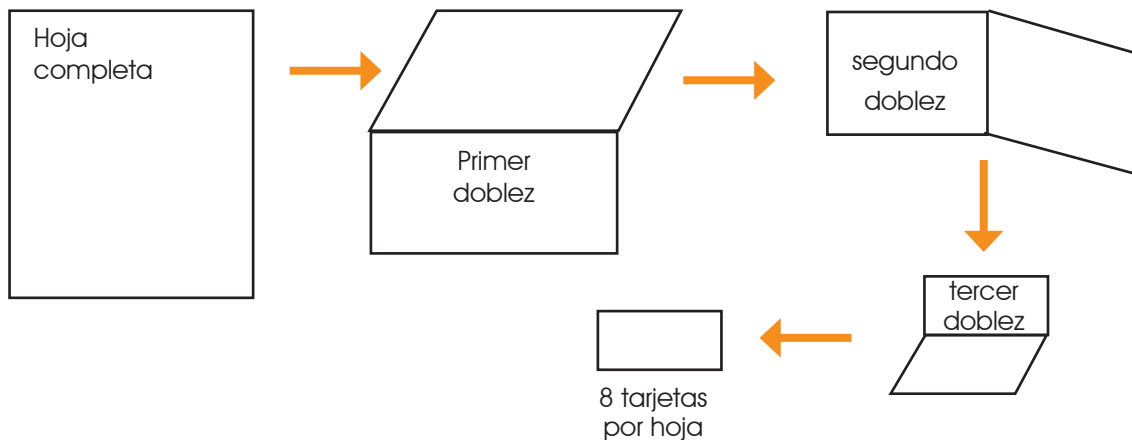 Hoja
completa
Primer
doblez
segundo
doblez
tercer
doblez
8 tarjetas
por hoja